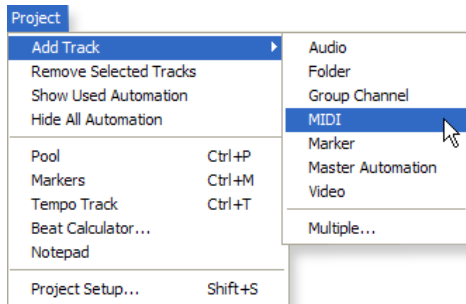 Project
Add Track
Remove Selected Tracks
Show Used Automation
Hide All Automation
Pool Ctrl+P
Markers Ctrl+M
Tempo Track Ctrl+T
Beat Calculator...
Notepad
Project Setup... Shift+S
Audio
Folder
Group Channel
MIDI
Marker
Master Automation
Video
Multiple...